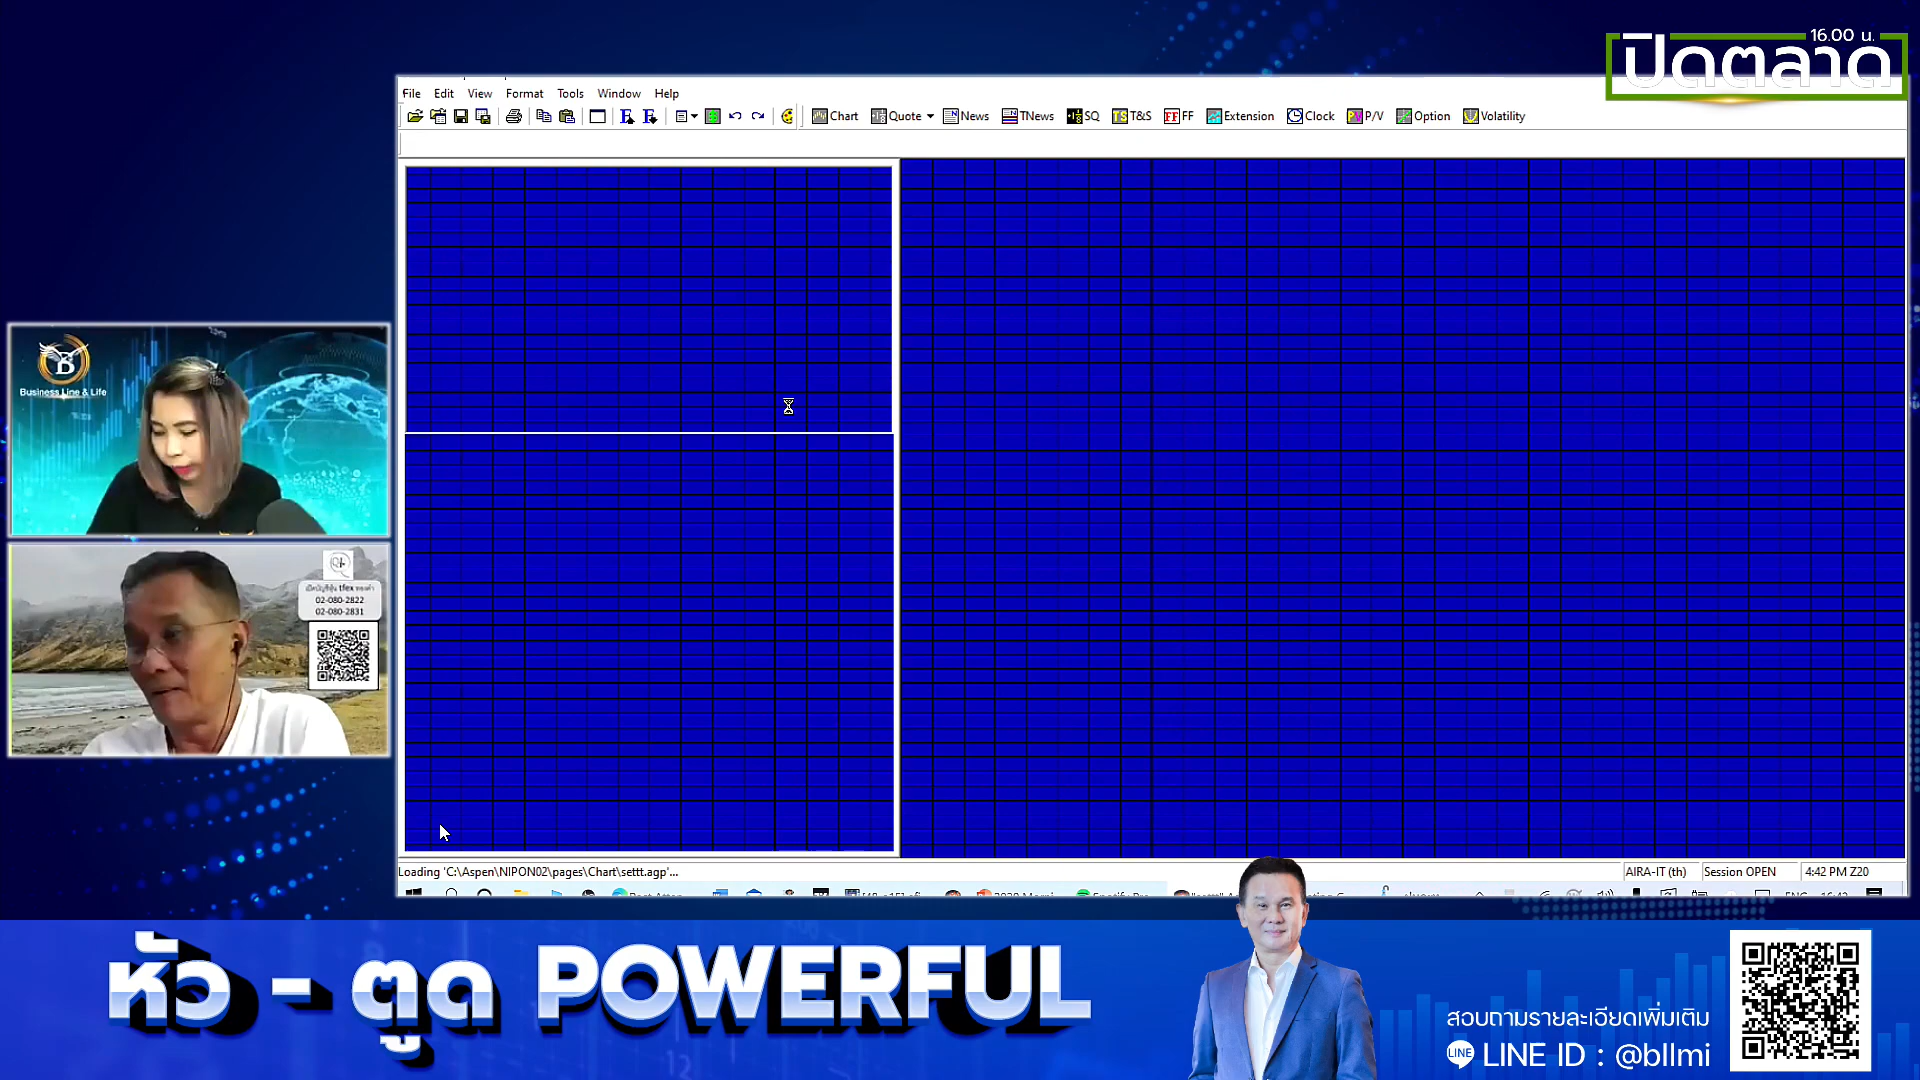 16.00 น.
ปิดตลาด
File Edit View Format Tools Window Help
Chart Quote News TNews SQ T&S FF Extension Clock P/V Option Volatility
B
Business Line & Life
02-080-2822
02-080-2831
Loading 'C:\Aspen\NIPON02\pages\Chart\settt.agp'...
AIRA-IT (th) Session OPEN 4:42 PM Z20
หัว - ตูด POWERFUL
สอบถามรายละเอียดเพิ่มเติม
LINE LINE ID : @bllmi